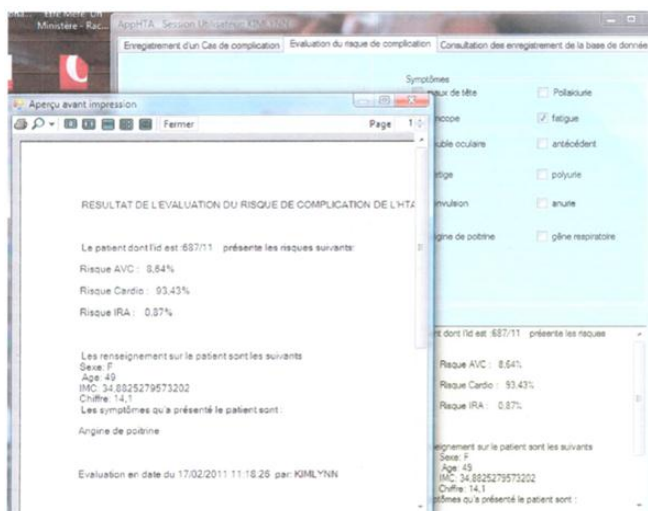 Ministère - Rac...
AppHTA - Session Utilisateur KIMLYNN
Enregistrement d'un Cas de complication
Evaluation du risque de complication
Consultation des enregistrement de la base de donnée
Symptômes
maux de tête
Pollakiurie
fatigue
antécédent
polyurie
anurie
gêne respiratoire
Aperçu avant impression
Fermer
Page 1
RESULTAT DE L'EVALUATION DU RISQUE DE COMPLICATION DE L'HTA
Le patient dont l'id est :687/11 présente les risques suivants:
Risque AVC : 8,64%
Risque Cardio : 93,43%
Risque IRA : 0,87%
Les renseignement sur le patient sont les suivants
Sexe: F
Age: 49
IMC: 34,8825279573202
Chiffre: 14,1
Les symptômes qu'a présenté le patient sont :
Angine de poitrine
Evaluation en date du 17/02/2011 11:18:26 par: KIMLYNN
dont l'id est :687/11 présente les risques
Risque AVC : 8,64%
Risque Cardio : 93,43%
Risque IRA : 0,87%
sur le patient sont les suivants
Sexe: F
Age: 49
IMC: 34,8825279573202
Chiffre: 14,1
qu'a présenté le patient sont :